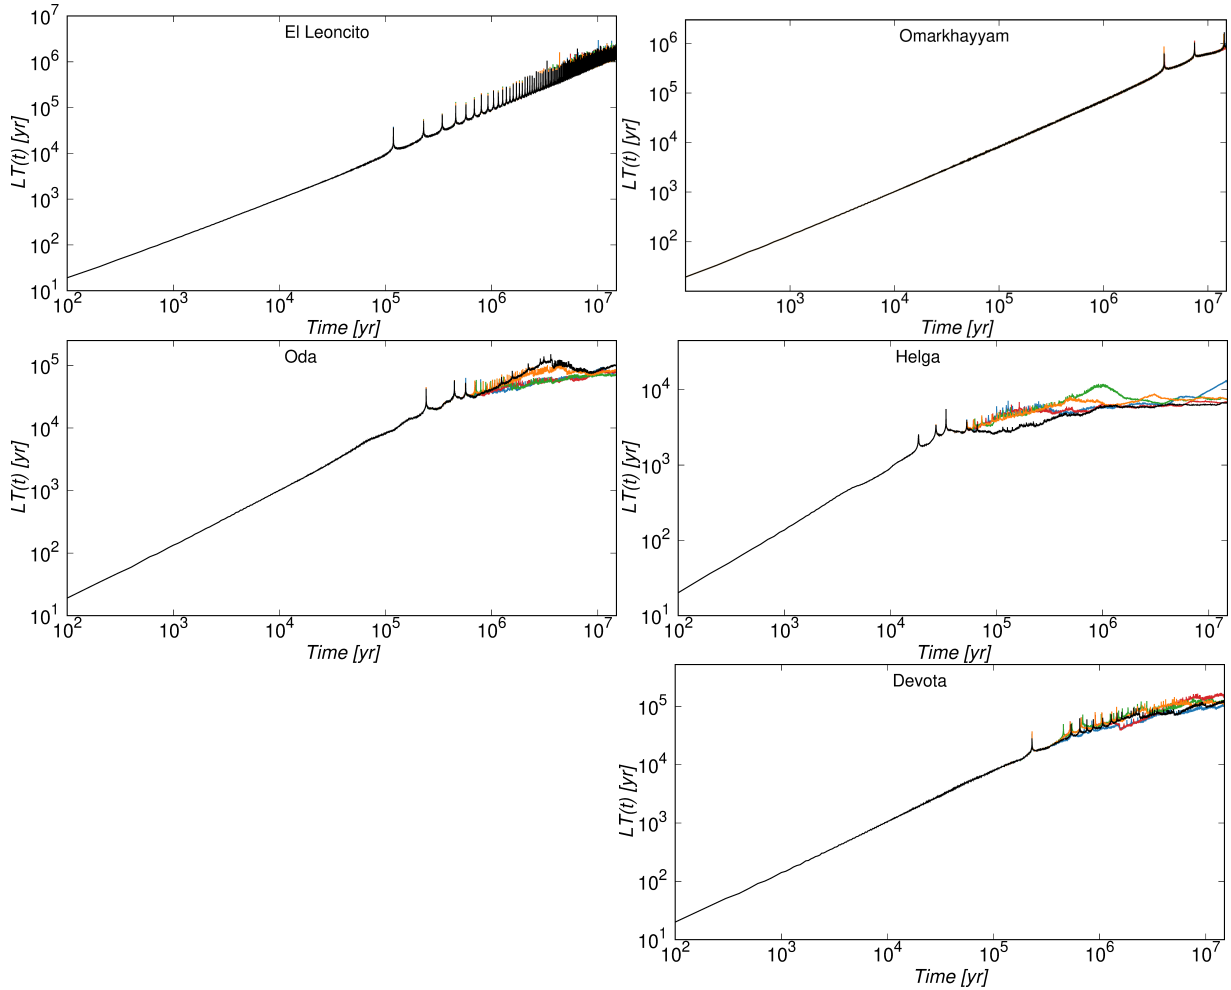 El Leoncito
LT(t) [yr]
10^7
10^6
10^5
10^4
10^3
10^2
10^1
10^2 10^3 10^4 10^5 10^6 10^7
Time [yr]
Omarkhayyam
LT(t) [yr]
10^6
10^5
10^4
10^3
10^2
10^3 10^4 10^5 10^6 10^7
Time [yr]
Oda
LT(t) [yr]
10^5
10^4
10^3
10^2
10^1
10^2 10^3 10^4 10^5 10^6 10^7
Time [yr]
Helga
LT(t) [yr]
10^4
10^3
10^2
10^1
10^2 10^3 10^4 10^5 10^6 10^7
Time [yr]
Devota
LT(t) [yr]
10^5
10^4
10^3
10^2
10^1
10^2 10^3 10^4 10^5 10^6 10^7
Time [yr]